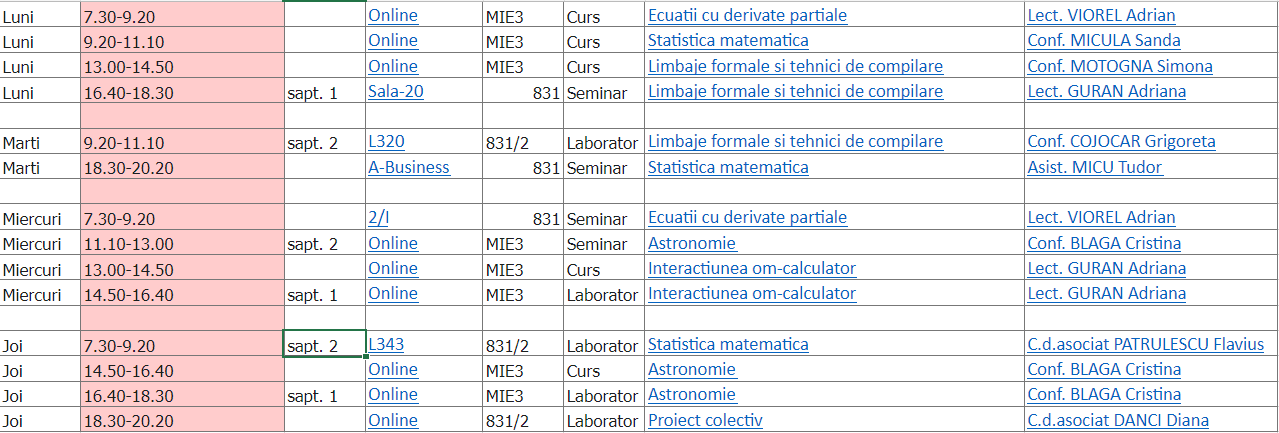 Luni 7.30-9.20 Online MIE3 Curs Ecuatii cu derivate partiale Lect. VIOREL Adrian
Luni 9.20-11.10 Online MIE3 Curs Statistica matematica Conf. MICULA Sanda
Luni 13.00-14.50 Online MIE3 Curs Limbaje formale si tehnici de compilare Conf. MOTOGNA Simona
Luni 16.40-18.30 sapt. 1 Sala-20 831 Seminar Limbaje formale si tehnici de compilare Lect. GURAN Adriana
Marti 9.20-11.10 sapt. 2 L320 831/2 Laborator Limbaje formale si tehnici de compilare Conf. COJOCAR Grigoreta
Marti 18.30-20.20 A-Business 831 Seminar Statistica matematica Asist. MICU Tudor
Miercuri 7.30-9.20 2/I 831 Seminar Ecuatii cu derivate partiale Lect. VIOREL Adrian
Miercuri 11.10-13.00 sapt. 2 Online MIE3 Seminar Astronomie Conf. BLAGA Cristina
Miercuri 13.00-14.50 Online MIE3 Curs Interactiunea om-calculator Lect. GURAN Adriana
Miercuri 14.50-16.40 sapt. 1 Online MIE3 Laborator Interactiunea om-calculator Lect. GURAN Adriana
Joi 7.30-9.20 sapt. 2 L343 831/2 Laborator Statistica matematica C.d.asociat PATRULESCU Flavius
Joi 14.50-16.40 Online MIE3 Curs Astronomie Conf. BLAGA Cristina
Joi 16.40-18.30 sapt. 1 Online MIE3 Laborator Astronomie Conf. BLAGA Cristina
Joi 18.30-20.20 Online 831/2 Laborator Proiect colectiv C.d.asociat DANCI Diana